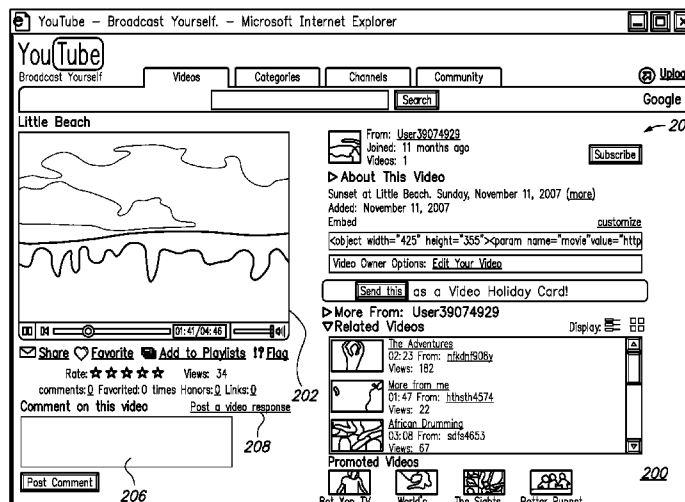 YouTube – Broadcast Yourself. – Microsoft Internet Explorer
YouTube
Broadcast Yourself
Videos
Categories
Channels
Community
Search
Google
Little Beach
From: User39074929
Joined: 11 months ago
Videos: 1
Subscribe
About This Video
Sunset at Little Beach. Sunday, November 11, 2007 (more)
Added: November 11, 2007
Embed customize
<object width="425" height="355"><param name="movie"value="http
Video Owner Options: Edit Your Video
Send this as a Video Holiday Card!
More From: User39074929
Related Videos Display:
01:41/04:46
The Adventures
02:23 From: nfkdnf908y
Views: 182
More from me
01:47 From: hthsth4574
Views: 22
African Drumming
03:08 From: sdfs4653
Views: 67
Share Favorite Add to Playlists !? Flag
Rate: Views: 34
202
comments: 0 Favorited: 0 times Honors: 0 Links: 0
Comment on this video Post a video response
208
Post Comment
206
Promoted Videos
200
World's
The Sights